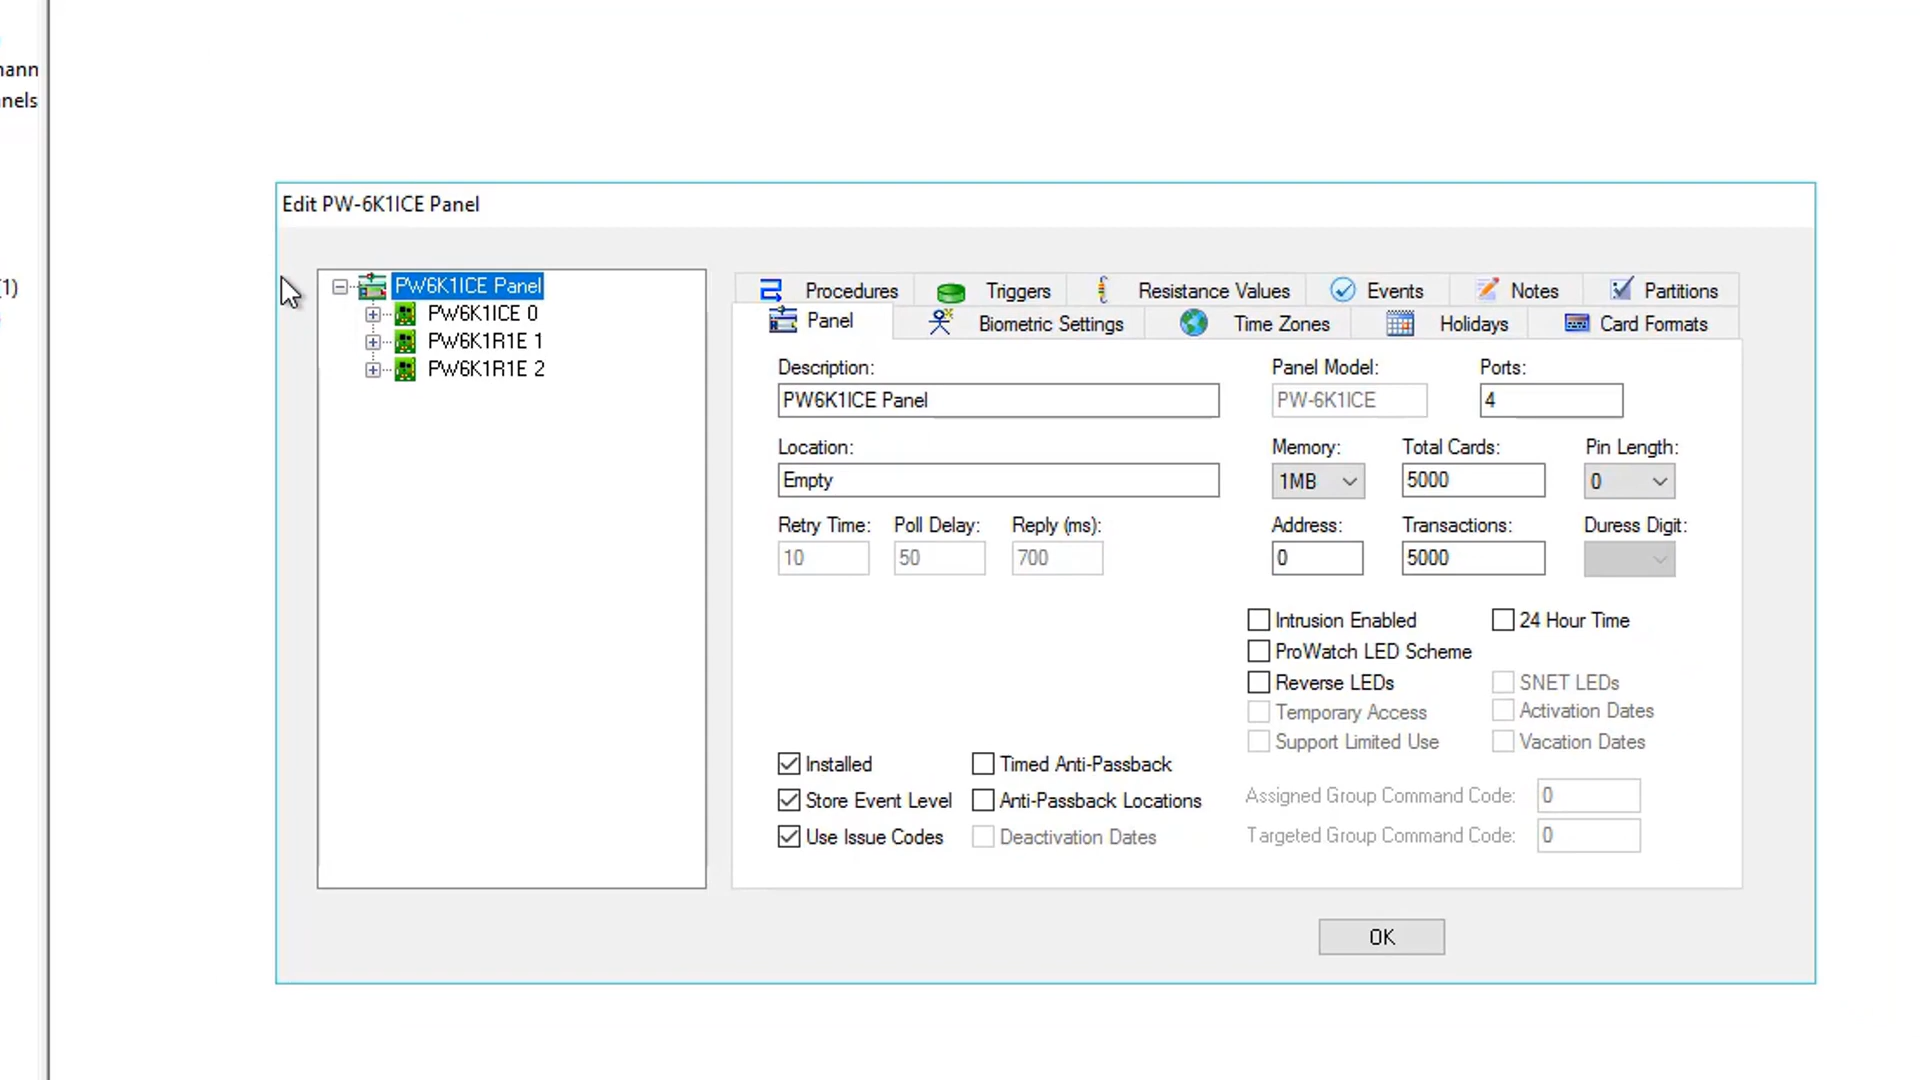 mann
nels
(1)
Edit PW-6K1ICE Panel
PW6K1ICE Panel
PW6K1ICE 0
PW6K1R1E 1
PW6K1R1E 2
Procedures Triggers Resistance Values Events Notes Partitions
Panel Biometric Settings Time Zones Holidays Card Formats
Description: Panel Model: Ports:
PW6K1ICE Panel PW-6K1ICE 4
Location: Memory: Total Cards: Pin Length:
Empty 1MB 5000 0
Retry Time: Poll Delay: Reply (ms): Address: Transactions: Duress Digit:
10 50 700 0 5000
Intrusion Enabled 24 Hour Time
ProWatch LED Scheme
Reverse LEDs SNET LEDs
Temporary Access Activation Dates
Support Limited Use Vacation Dates
Installed Timed Anti-Passback
Store Event Level Anti-Passback Locations Assigned Group Command Code: 0
Use Issue Codes Deactivation Dates Targeted Group Command Code: 0
OK